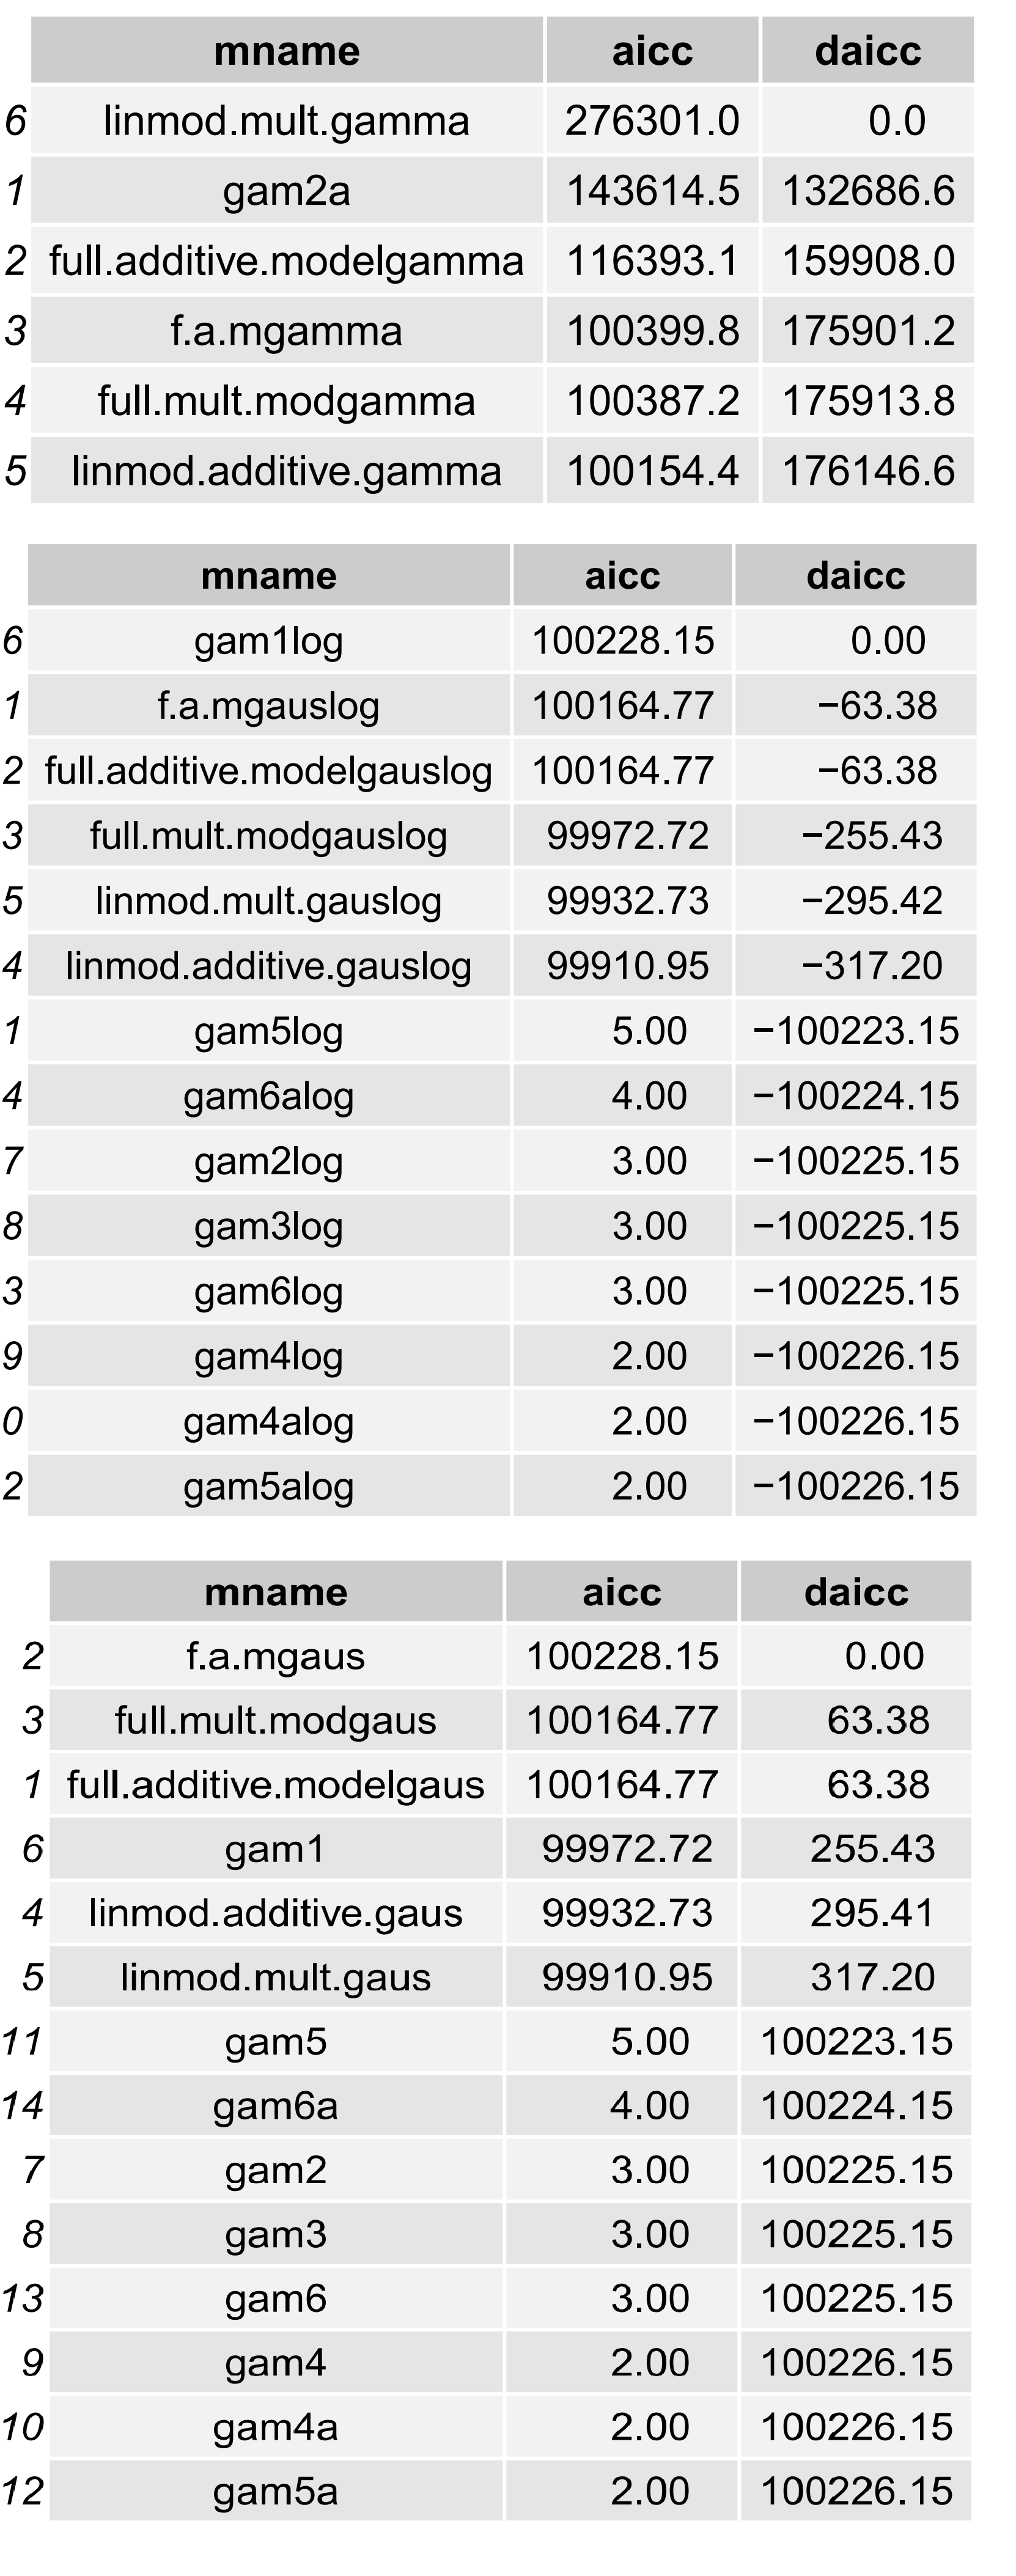 mname aicc daicc
6 linmod.mult.gamma 276301.0 0.0
1 gam2a 143614.5 132686.6
2 full.additive.modelgamma 116393.1 159908.0
3 f.a.mgamma 100399.8 175901.2
4 full.mult.modgamma 100387.2 175913.8
5 linmod.additive.gamma 100154.4 176146.6
mname aicc daicc
6 gam1log 100228.15 0.00
1 f.a.mgauslog 100164.77 −63.38
2 full.additive.modelgauslog 100164.77 −63.38
3 full.mult.modgauslog 99972.72 −255.43
5 linmod.mult.gauslog 99932.73 −295.42
4 linmod.additive.gauslog 99910.95 −317.20
1 gam5log 5.00 −100223.15
4 gam6alog 4.00 −100224.15
7 gam2log 3.00 −100225.15
8 gam3log 3.00 −100225.15
3 gam6log 3.00 −100225.15
9 gam4log 2.00 −100226.15
0 gam4alog 2.00 −100226.15
2 gam5alog 2.00 −100226.15
mname aicc daicc
2 f.a.mgaus 100228.15 0.00
3 full.mult.modgaus 100164.77 63.38
1 full.additive.modelgaus 100164.77 63.38
6 gam1 99972.72 255.43
4 linmod.additive.gaus 99932.73 295.41
5 linmod.mult.gaus 99910.95 317.20
11 gam5 5.00 100223.15
14 gam6a 4.00 100224.15
7 gam2 3.00 100225.15
8 gam3 3.00 100225.15
13 gam6 3.00 100225.15
9 gam4 2.00 100226.15
10 gam4a 2.00 100226.15
12 gam5a 2.00 100226.15